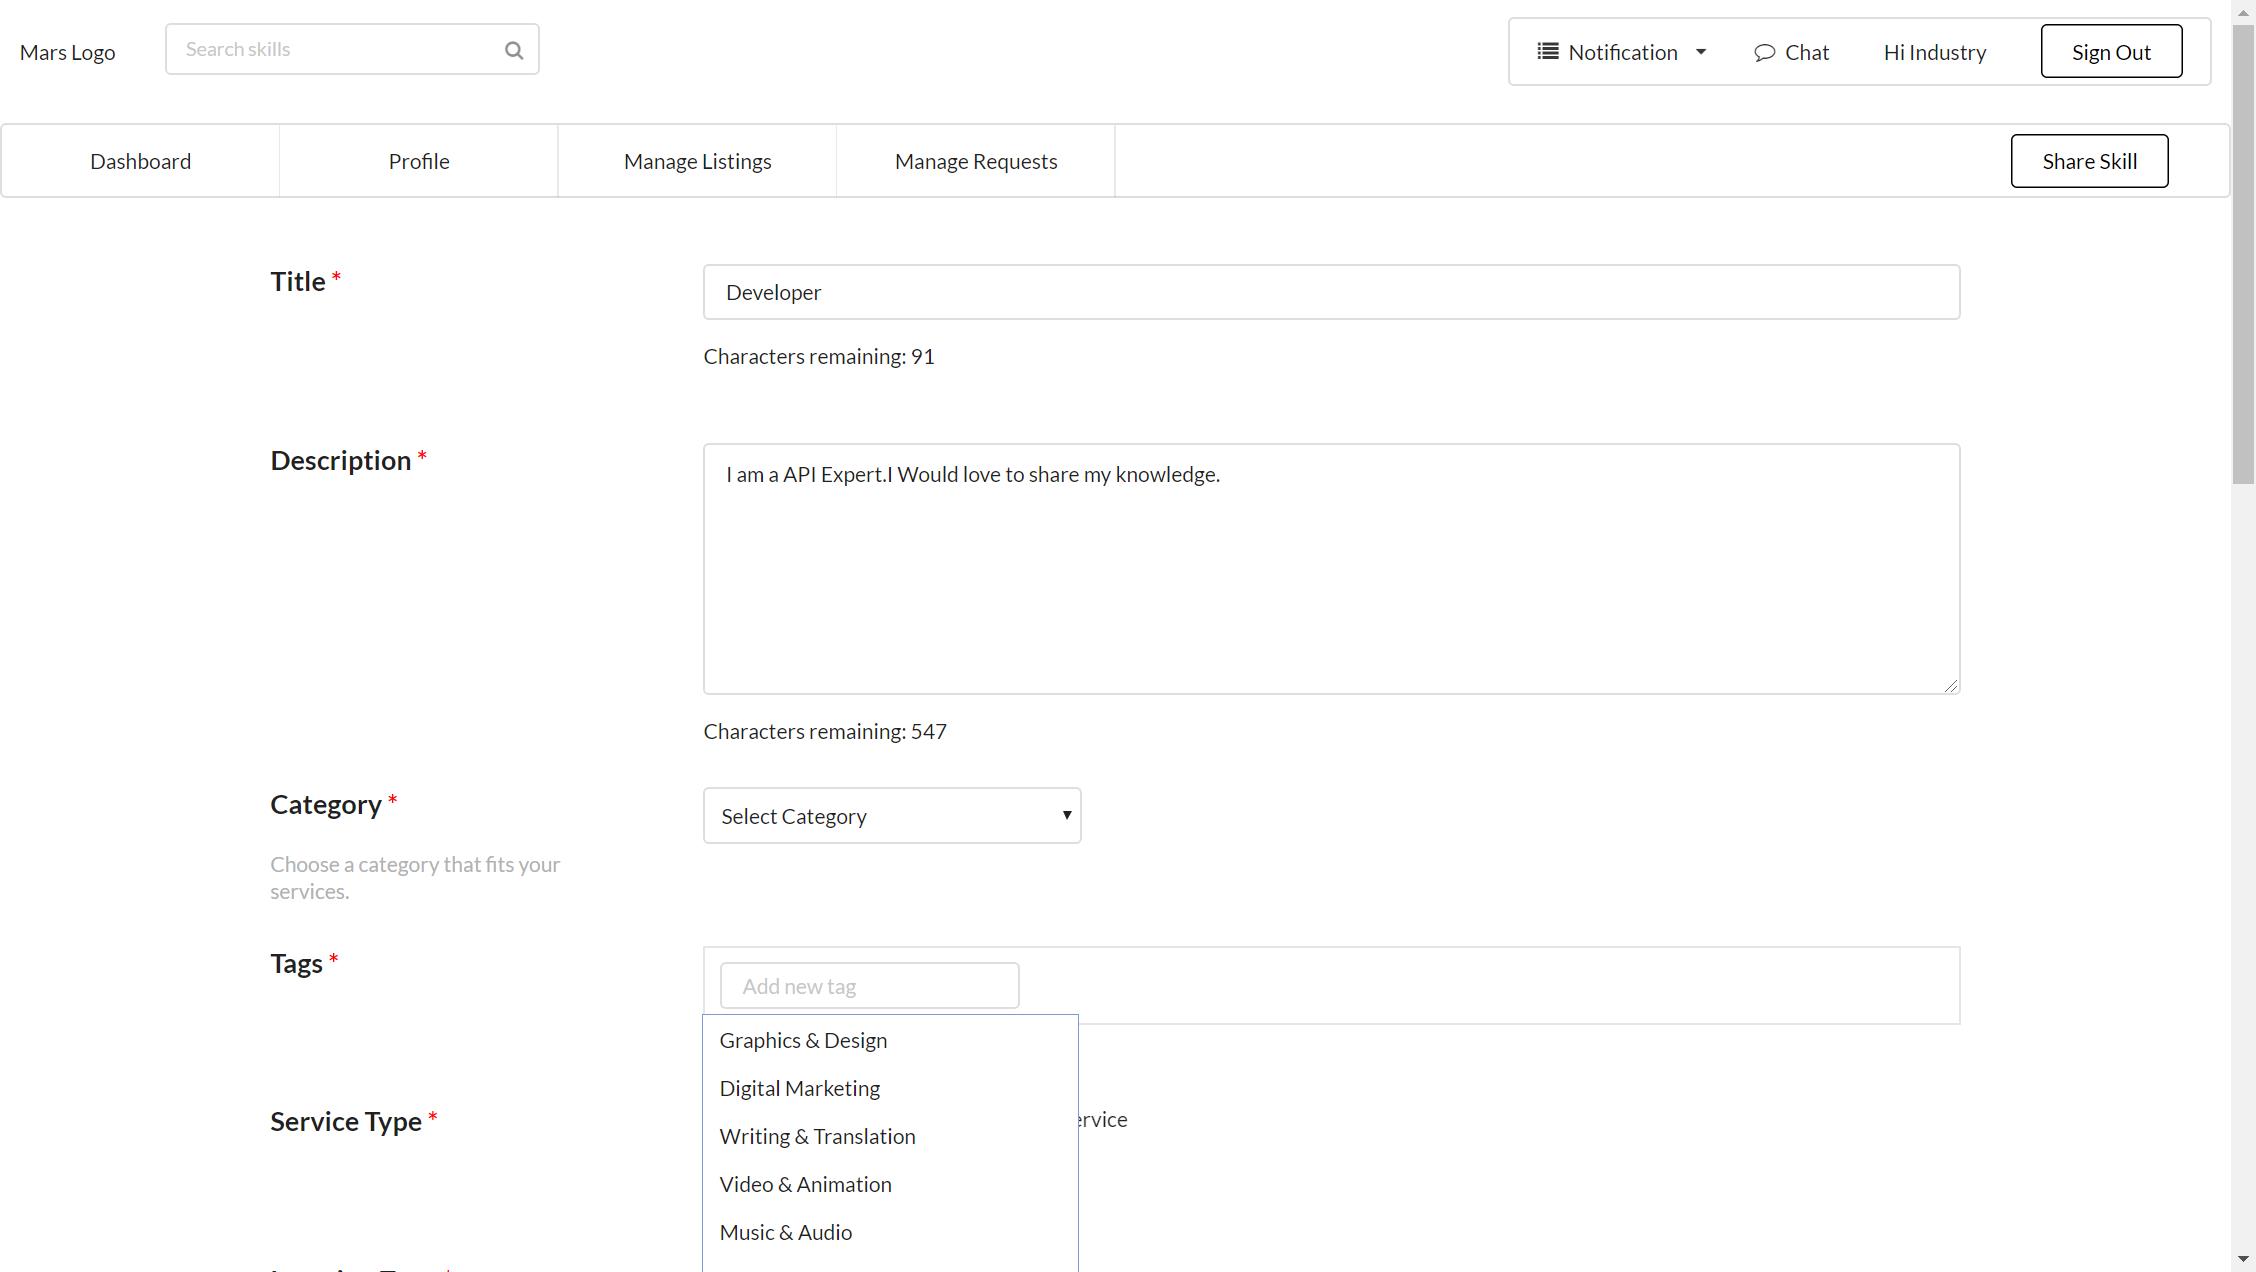 Mars Logo
Search skills
Notification
Chat
Hi Industry
Sign Out
Dashboard
Profile
Manage Listings
Manage Requests
Share Skill
Title *
Developer
Characters remaining: 91
Description *
I am a API Expert.I Would love to share my knowledge.
Characters remaining: 547
Category *
Select Category
Choose a category that fits your
services.
Tags *
Add new tag
Graphics & Design
Digital Marketing
Writing & Translation
Video & Animation
Music & Audio
Service Type *
ervice